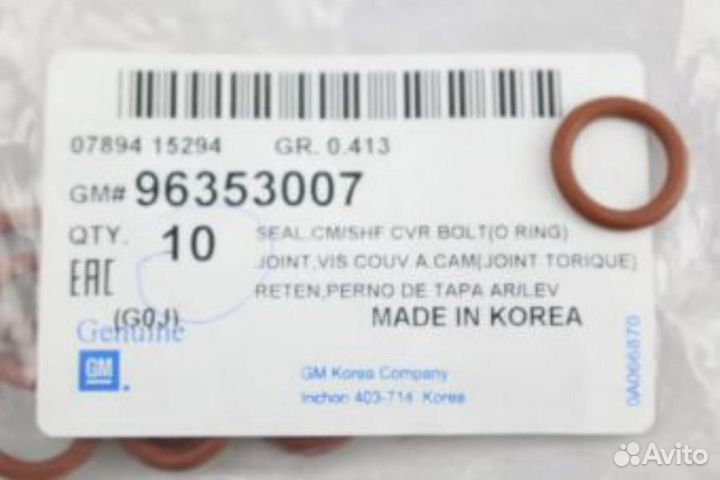 07894 15294 GR. 0.413
GM# 96353007
QTY. 10 SEAL,CM/SHF CVR BOLT(O RING)
JOINT,VIS COUV A.CAM(JOINT TORIQUE)
EAC RETEN,PERNO DE TAPA AR/LEV
(G0J) MADE IN KOREA
Genuine
GM
GM Korea Company
Inchon 403-714 Korea
0A066870
Avito